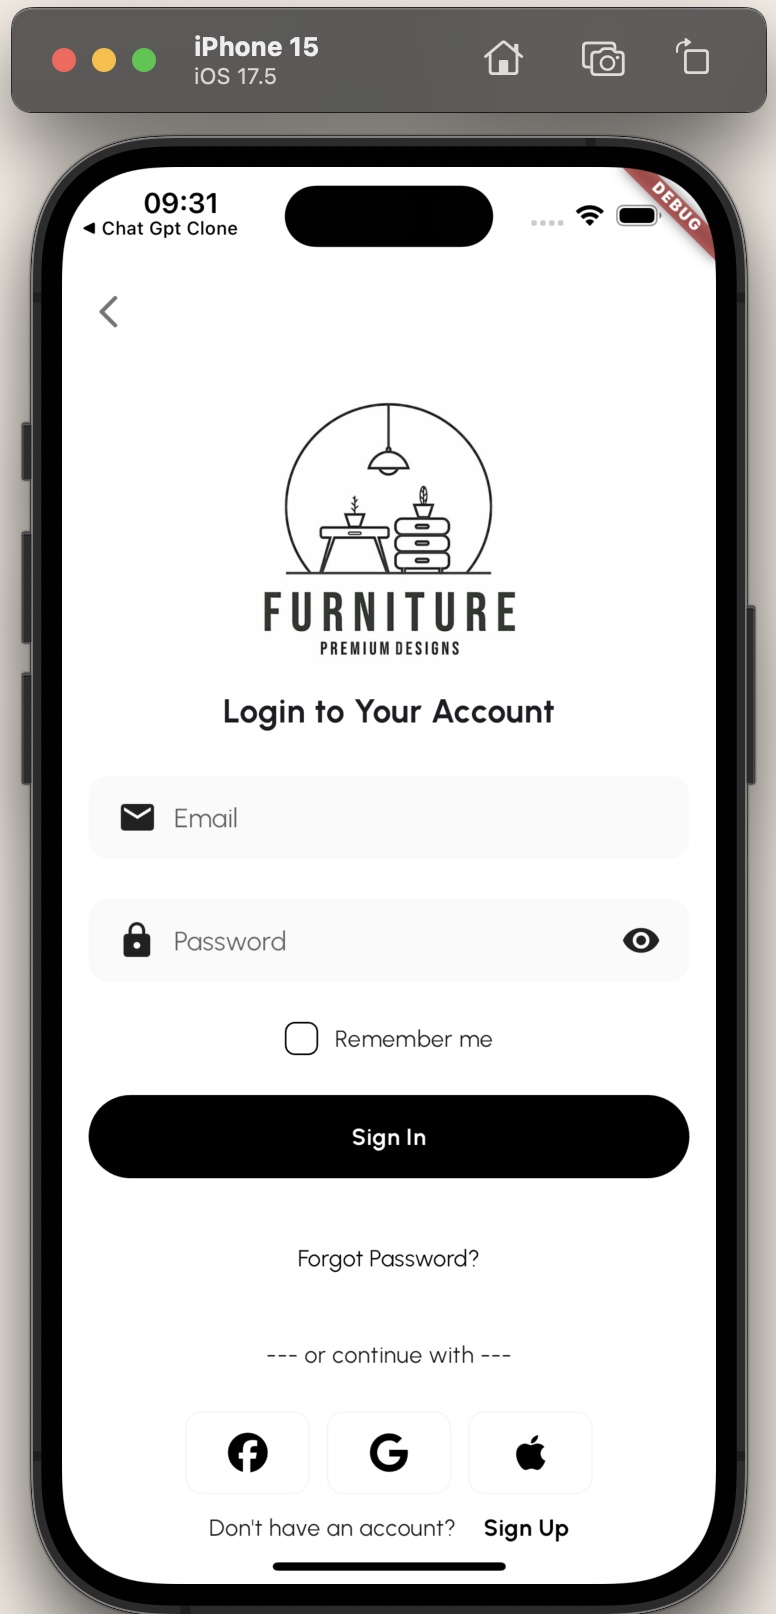 iPhone 15
iOS 17.5
09:31
◀ Chat Gpt Clone
DEBUG
FURNITURE
PREMIUM DESIGNS
Login to Your Account
Email
Password
Remember me
Sign In
Forgot Password?
--- or continue with ---
Don't have an account? Sign Up